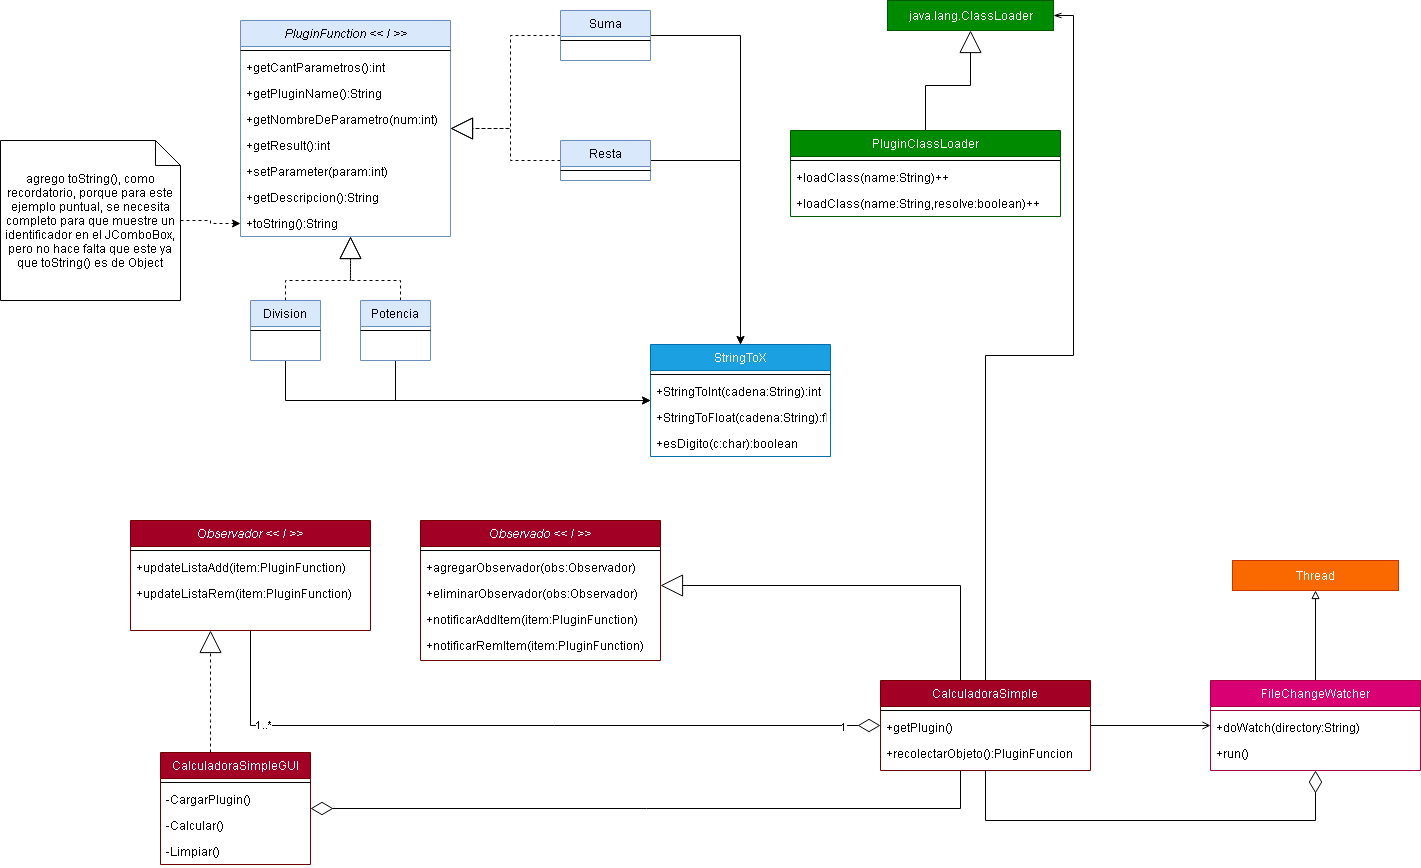 PluginFunction << I >>
+getCantParametros():int
+getPluginName():String
+getNombreDeParametro(num:int)
+getResult():int
+setParameter(param:int)
+getDescripcion():String
+toString():String
Suma
Resta
java.lang.ClassLoader
PluginClassLoader
+loadClass(name:String)++
+loadClass(name:String,resolve:boolean)++
agrego toString(), como
recordatorio, porque para este
ejemplo puntual, se necesita
completo para que muestre un
identificador en el JComboBox,
pero no hace falta que este ya
que toString() es de Object
Division
Potencia
StringToX
+StringToInt(cadena:String):int
+StringToFloat(cadena:String):fl
+esDigito(c:char):boolean
Observador << I >>
+updateListaAdd(item:PluginFunction)
+updateListaRem(item:PluginFunction)
Observado << I >>
+agregarObservador(obs:Observador)
+eliminarObservador(obs:Observador)
+notificarAddItem(item:PluginFunction)
+notificarRemItem(item:PluginFunction)
Thread
CalculadoraSimple
+getPlugin()
+recolectarObjeto():PluginFuncion
FileChangeWatcher
+doWatch(directory:String)
+run()
1..*
1
CalculadoraSimpleGUI
-CargarPlugin()
-Calcular()
-Limpiar()